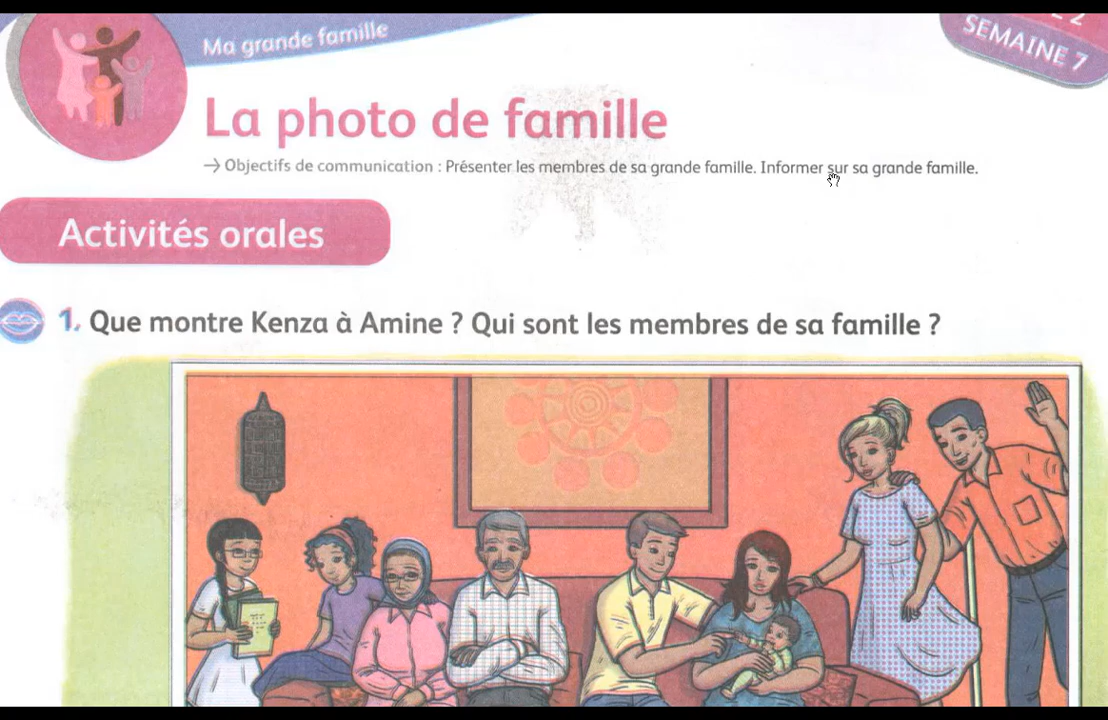 Ma grande famille
SEMAINE 7
La photo de famille
→ Objectifs de communication : Présenter les membres de sa grande famille. Informer sur sa grande famille.
Activités orales
1. Que montre Kenza à Amine ? Qui sont les membres de sa famille ?